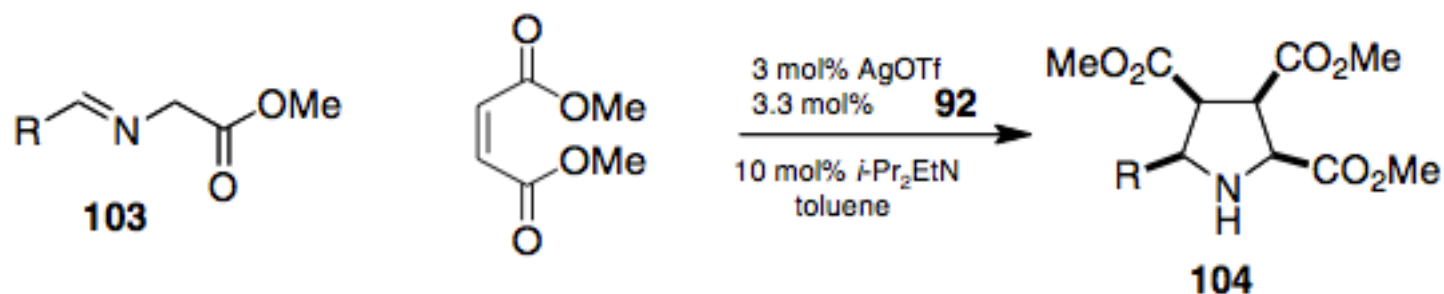 R
N
OMe
O
103
O
OMe
OMe
O
3 mol% AgOTf
3.3 mol% 92
10 mol% i-Pr₂EtN
toluene
MeO₂C
CO₂Me
R
N
H
CO₂Me
104